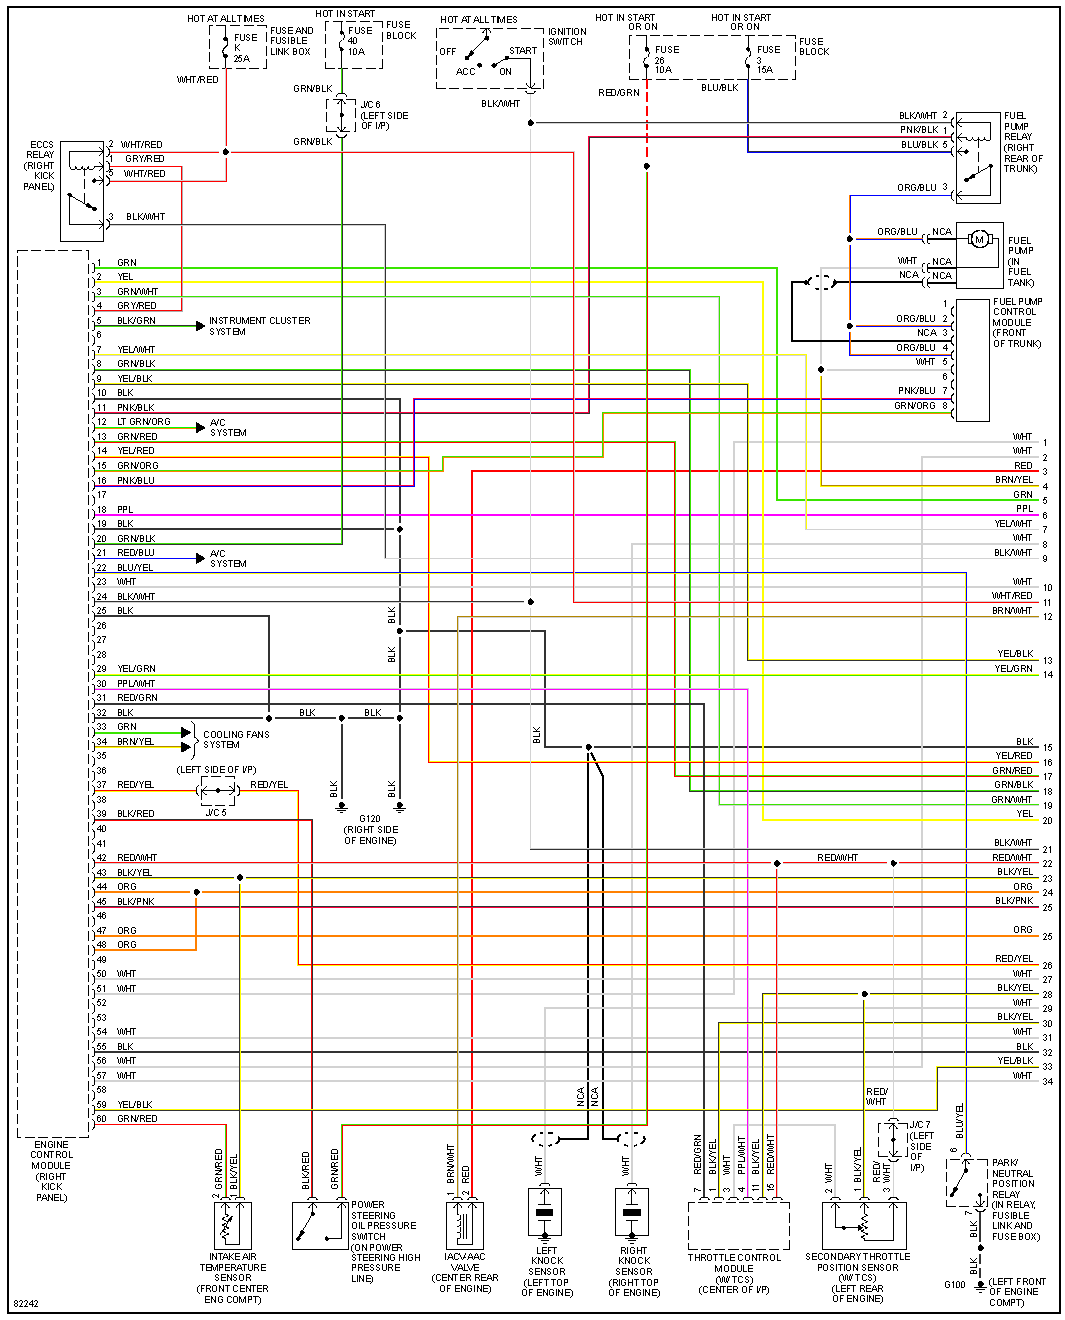 HOT AT ALL TIMES
FUSE
K
25A
FUSE AND
FUSIBLE
LINK BOX
HOT IN START
FUSE
40
10A
FUSE
BLOCK
HOT AT ALL TIMES
OFF
ACC
ON
START
IGNITION
SWITCH
HOT IN START
OR ON
HOT IN START
OR ON
FUSE
26
10A
FUSE
3
15A
FUSE
BLOCK
WHT/RED
GRN/BLK
J/C 6
(LEFT SIDE
OF I/P)
GRN/BLK
BLK/WHT
RED/GRN
BLU/BLK
ECCS
RELAY
(RIGHT
KICK
PANEL)
2 WHT/RED
1 GRY/RED
5 WHT/RED
3 BLK/WHT
BLK/WHT 2
PNK/BLK 1
BLU/BLK 5
ORG/BLU 3
FUEL
PUMP
RELAY
(RIGHT
REAR OF
TRUNK)
ORG/BLU NCA
WHT NCA
NCA NCA
M
FUEL
PUMP
(IN
FUEL
TANK)
1
ORG/BLU 2
NCA 3
ORG/BLU 4
WHT 5
6
PNK/BLU 7
GRN/ORG 8
FUEL PUMP
CONTROL
MODULE
(FRONT
OF TRUNK)
1 GRN
2 YEL
3 GRN/WHT
4 GRY/RED
5 BLK/GRN
INSTRUMENT CLUSTER
SYSTEM
6
7 YEL/WHT
8 GRN/BLK
9 YEL/BLK
10 BLK
11 PNK/BLK
12 LT GRN/ORG
A/C
SYSTEM
13 GRN/RED
14 YEL/RED
15 GRN/ORG
16 PNK/BLU
17
18 PPL
19 BLK
20 GRN/BLK
21 RED/BLU
A/C
SYSTEM
22 BLU/YEL
23 WHT
24 BLK/WHT
25 BLK
26
27
28
29 YEL/GRN
30 PPL/WHT
31 RED/GRN
32 BLK
33 GRN
34 BRN/YEL
COOLING FANS
SYSTEM
35
36
37 RED/YEL
(LEFT SIDE OF I/P)
RED/YEL
J/C 5
38
39 BLK/RED
40
41
42 RED/WHT
43 BLK/YEL
44 ORG
45 BLK/PNK
46
47 ORG
48 ORG
49
50 WHT
51 WHT
52
53
54 WHT
55 BLK
56 WHT
57 WHT
58
59 YEL/BLK
60 GRN/RED
ENGINE
CONTROL
MODULE
(RIGHT
KICK
PANEL)
BLK
BLK
BLK
BLK
BLK
BLK
BLK
G120
(RIGHT SIDE
OF ENGINE)
RED/WHT
WHT 1
WHT 2
RED 3
BRN/YEL 4
GRN 5
PPL 6
YEL/WHT 7
WHT 8
BLK/WHT 9
WHT 10
WHT/RED 11
BRN/WHT 12
YEL/BLK 13
YEL/GRN 14
BLK 15
YEL/RED 16
GRN/RED 17
GRN/BLK 18
GRN/WHT 19
YEL 20
BLK/WHT 21
RED/WHT 22
BLK/YEL 23
ORG 24
BLK/PNK 25
ORG 25
RED/YEL 26
WHT 27
BLK/YEL 28
WHT 29
BLK/YEL 30
WHT 31
BLK 32
YEL/BLK 33
WHT 34
NCA
NCA
RED/
WHT
J/C 7
(LEFT
SIDE
OF
I/P)
BLU/YEL
6
2 GRN/RED
1 BLK/YEL
INTAKE AIR
TEMPERATURE
SENSOR
(FRONT CENTER
ENG COMPT)
BLK/RED
GRN/RED
POWER
STEERING
OIL PRESSURE
SWITCH
(ON POWER
STEERING HIGH
PRESSURE
LINE)
1 BRN/WHT
2 RED
IACV/AAC
VALVE
(CENTER REAR
OF ENGINE)
WHT
LEFT
KNOCK
SENSOR
(LEFT TOP
OF ENGINE)
WHT
RIGHT
KNOCK
SENSOR
(RIGHT TOP
OF ENGINE)
7 RED/GRN
1 BLK/YEL
3 WHT
4 PPL/WHT
11 BLK/YEL
15 RED/WHT
THROTTLE CONTROL
MODULE
(W/TCS)
(CENTER OF I/P)
2 WHT
1 BLK/YEL
RED/
3 WHT
SECONDARY THROTTLE
POSITION SENSOR
(W/TCS)
(LEFT REAR
OF ENGINE)
PARK/
NEUTRAL
POSITION
RELAY
(IN RELAY,
FUSIBLE
LINK AND
FUSE BOX)
7
BLK
BLK
G100
(LEFT FRONT
OF ENGINE
COMPT)
82242